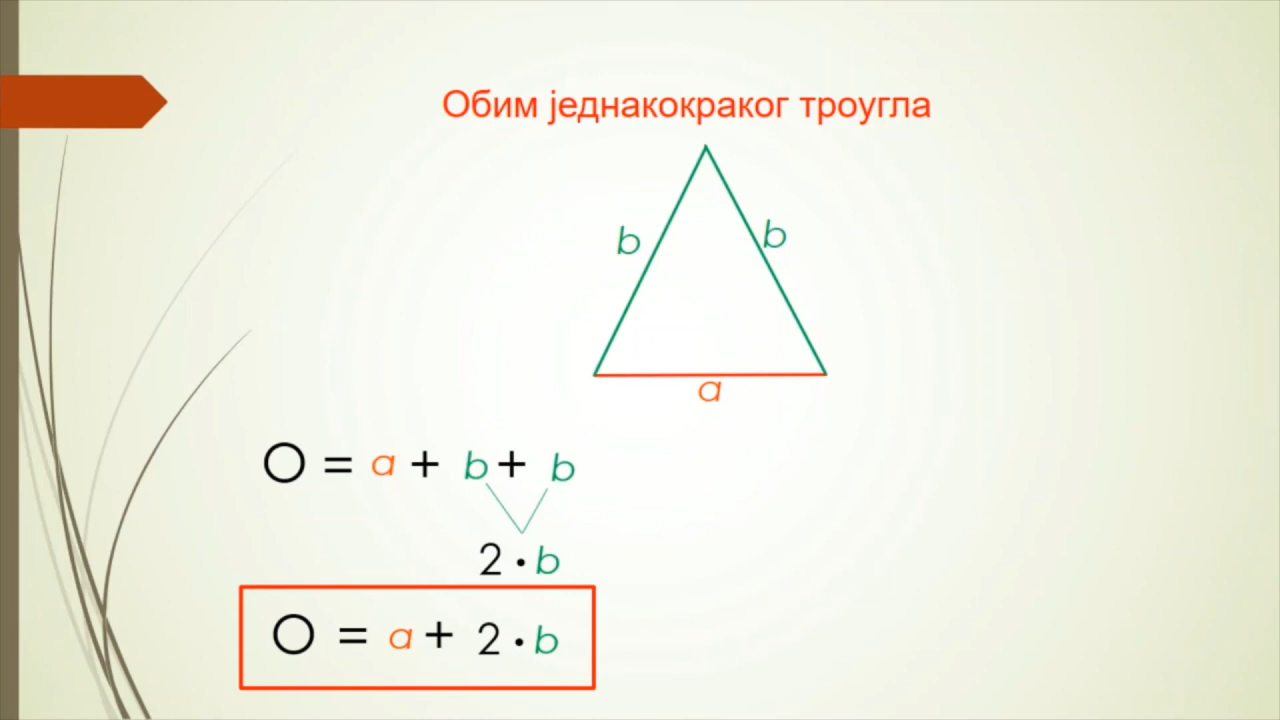 Обим једнакокраког троугла
b
b
a
O = a + b + b
2 · b
O = a + 2 · b